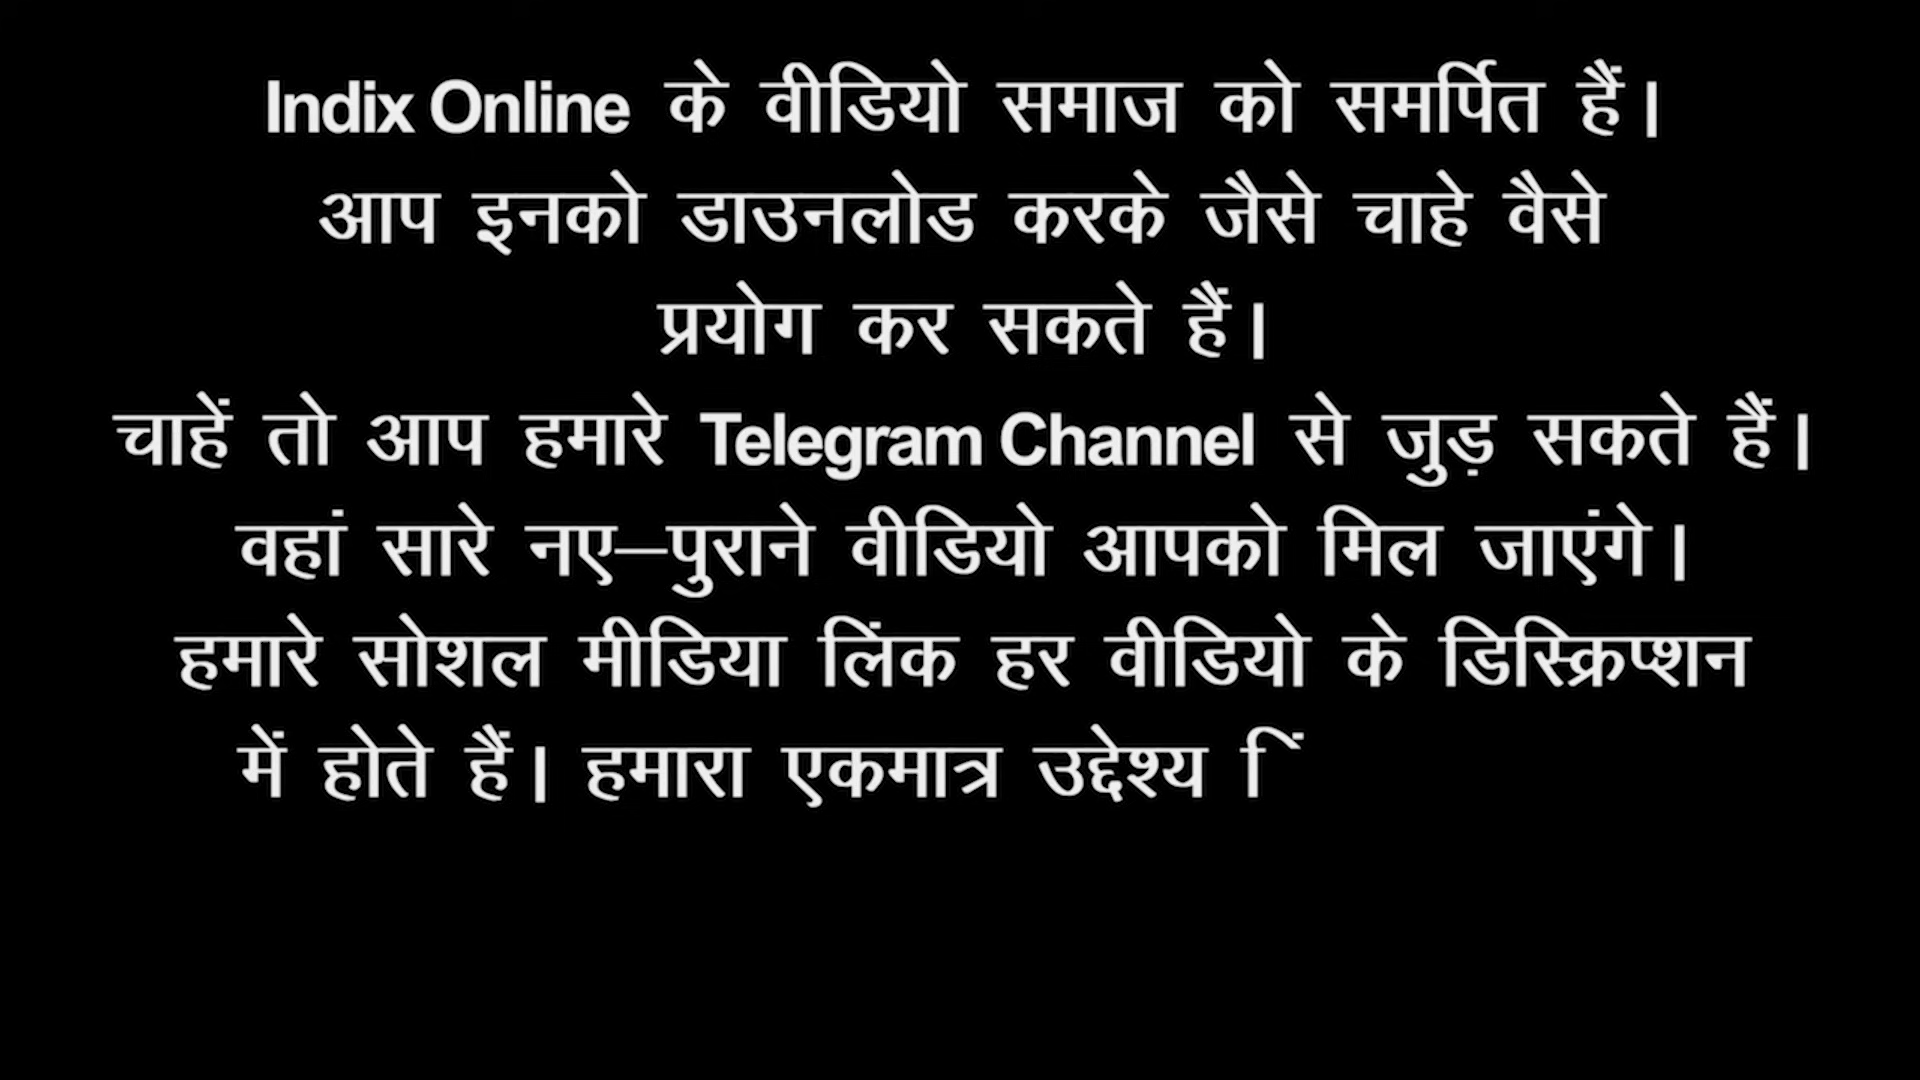 Indix Online के वीडियो समाज को समर्पित हैं।
आप इनको डाउनलोड करके जैसे चाहे वैसे
प्रयोग कर सकते हैं।
चाहें तो आप हमारे Telegram Channel से जुड़ सकते हैं।
वहां सारे नए–पुराने वीडियो आपको मिल जाएंगे।
हमारे सोशल मीडिया लिंक हर वीडियो के डिस्क्रिप्शन
में होते हैं। हमारा एकमात्र उद्देश्य